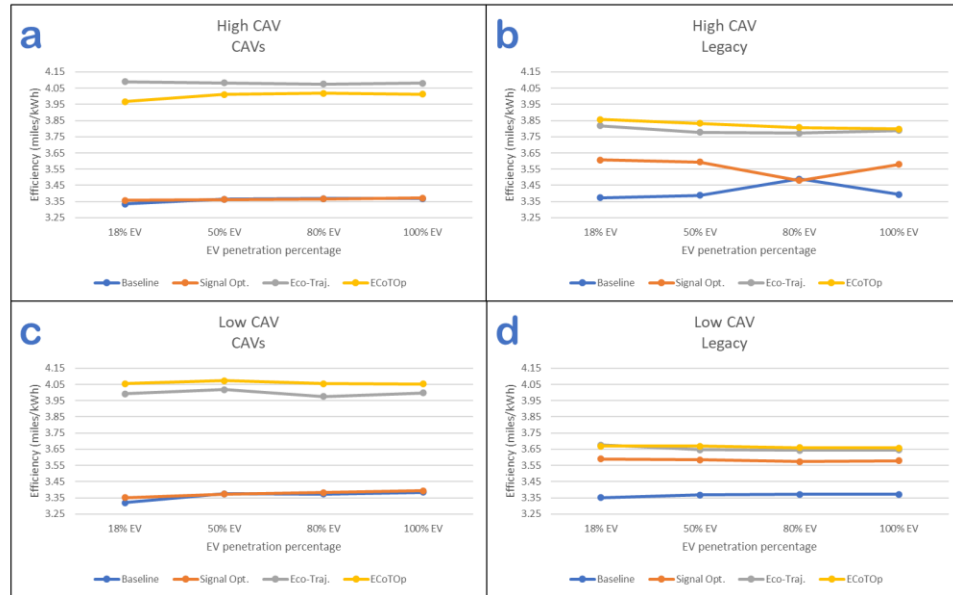 a
High CAV
CAVs
Efficiency (miles/kWh)
4.15
4.05
3.95
3.85
3.75
3.65
3.55
3.45
3.35
3.25
18% EV 50% EV 80% EV 100% EV
EV penetration percentage
Baseline Signal Opt. Eco-Traj. ECoTOp
b
High CAV
Legacy
Efficiency (miles/kWh)
4.15
4.05
3.95
3.85
3.75
3.65
3.55
3.45
3.35
3.25
18% EV 50% EV 80% EV 100% EV
EV penetration percentage
Baseline Signal Opt. Eco-Traj. ECoTOp
c
Low CAV
CAVs
Efficiency (miles/kWh)
4.15
4.05
3.95
3.85
3.75
3.65
3.55
3.45
3.35
3.25
18% EV 50% EV 80% EV 100% EV
EV penetration percentage
Baseline Signal Opt. Eco-Traj. ECoTOp
d
Low CAV
Legacy
Efficiency (miles/kWh)
4.15
4.05
3.95
3.85
3.75
3.65
3.55
3.45
3.35
3.25
18% EV 50% EV 80% EV 100% EV
EV penetration percentage
Baseline Signal Opt. Eco-Traj. ECoTOp